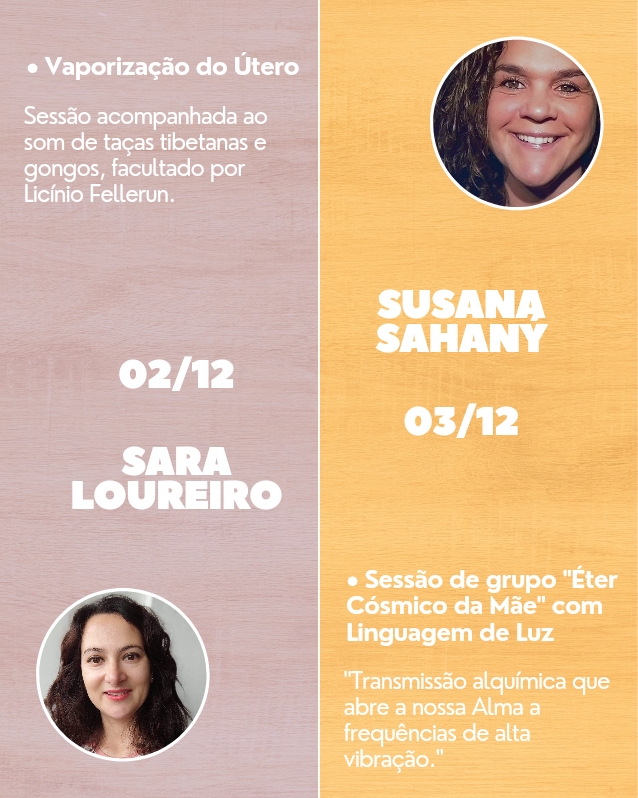 • Vaporização do Útero
Sessão acompanhada ao
som de taças tibetanas e
gongos, facultado por
Licínio Fellerun.
02/12
SARA
LOUREIRO
SUSANA
SAHANÝ
03/12
• Sessão de grupo "Éter
Cósmico da Mãe" com
Linguagem de Luz
"Transmissão alquímica que
abre a nossa Alma a
frequências de alta
vibração."